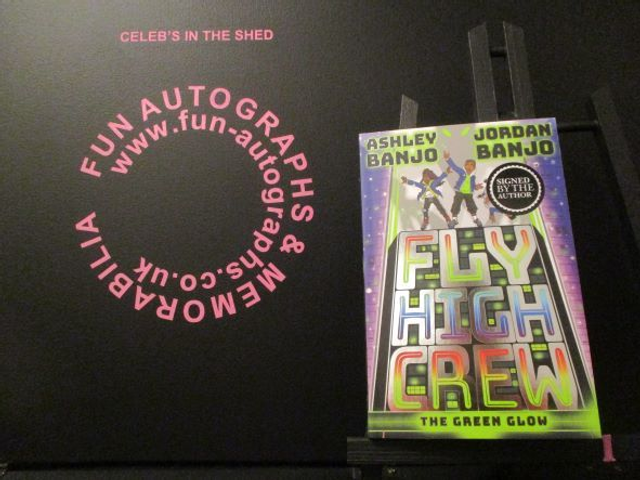 CELEB'S IN THE SHED
FUN AUTOGRAPHS & MEMORABILIA
www.fun-autographs.co.uk
ASHLEY BANJO
JORDAN BANJO
SIGNED
BY THE
AUTHOR
FLY
HIGH
CREW
THE GREEN GLOW